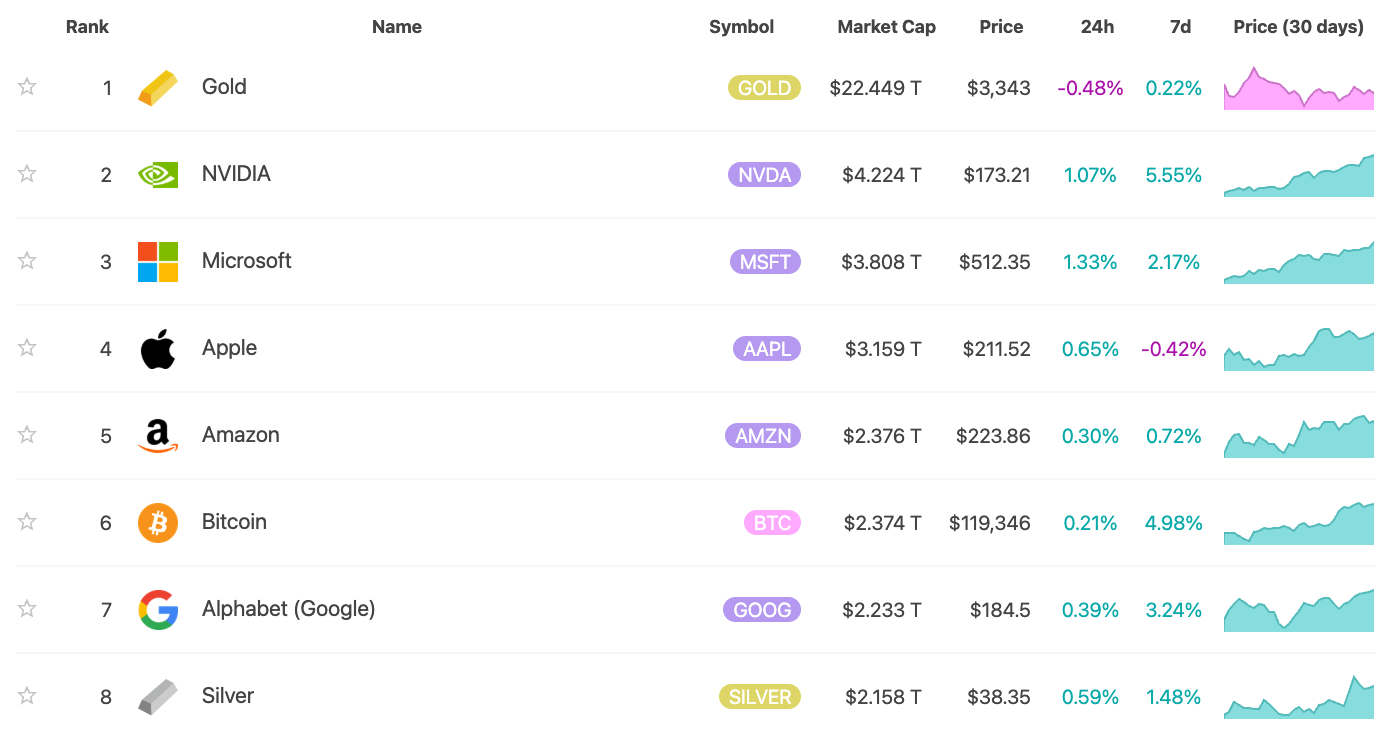 Rank Name Symbol Market Cap Price 24h 7d Price (30 days)
1 Gold GOLD $22.449 T $3,343 -0.48% 0.22%
2 NVIDIA NVDA $4.224 T $173.21 1.07% 5.55%
3 Microsoft MSFT $3.808 T $512.35 1.33% 2.17%
4 Apple AAPL $3.159 T $211.52 0.65% -0.42%
5 Amazon AMZN $2.376 T $223.86 0.30% 0.72%
6 Bitcoin BTC $2.374 T $119,346 0.21% 4.98%
7 Alphabet (Google) GOOG $2.233 T $184.5 0.39% 3.24%
8 Silver SILVER $2.158 T $38.35 0.59% 1.48%